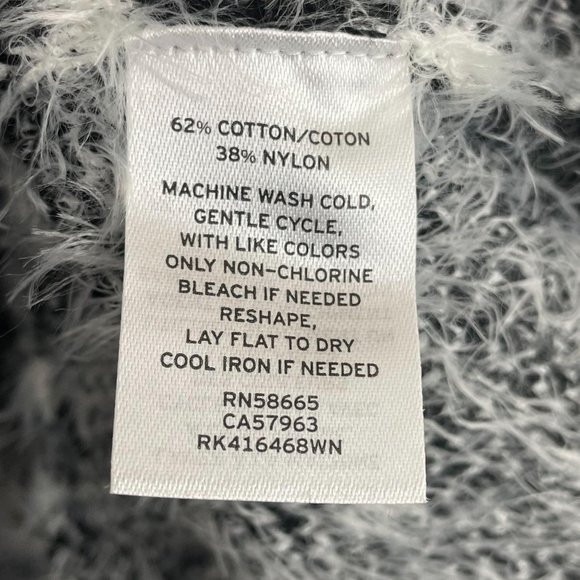 62% COTTON/COTON
38% NYLON
MACHINE WASH COLD,
GENTLE CYCLE,
WITH LIKE COLORS
ONLY NON-CHLORINE
BLEACH IF NEEDED
RESHAPE,
LAY FLAT TO DRY
COOL IRON IF NEEDED
RN58665
CA57963
RK416468WN